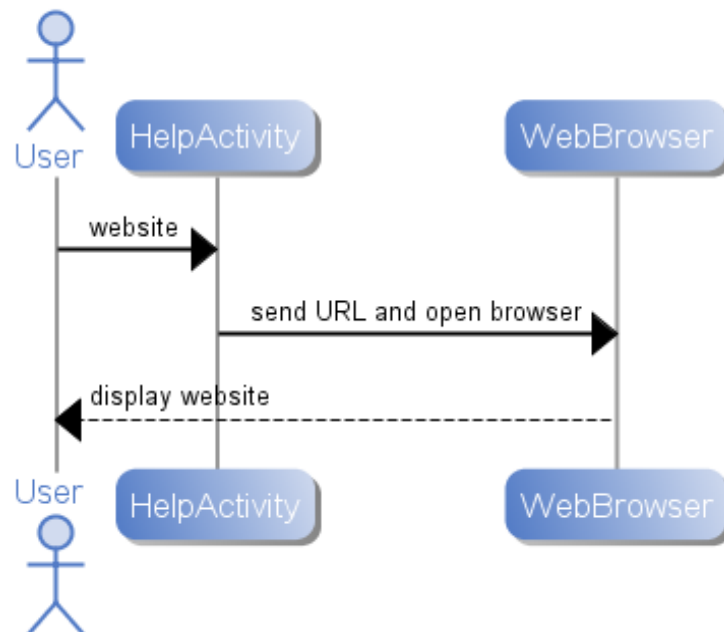 User
HelpActivity
WebBrowser
website
send URL and open browser
display website
User
HelpActivity
WebBrowser